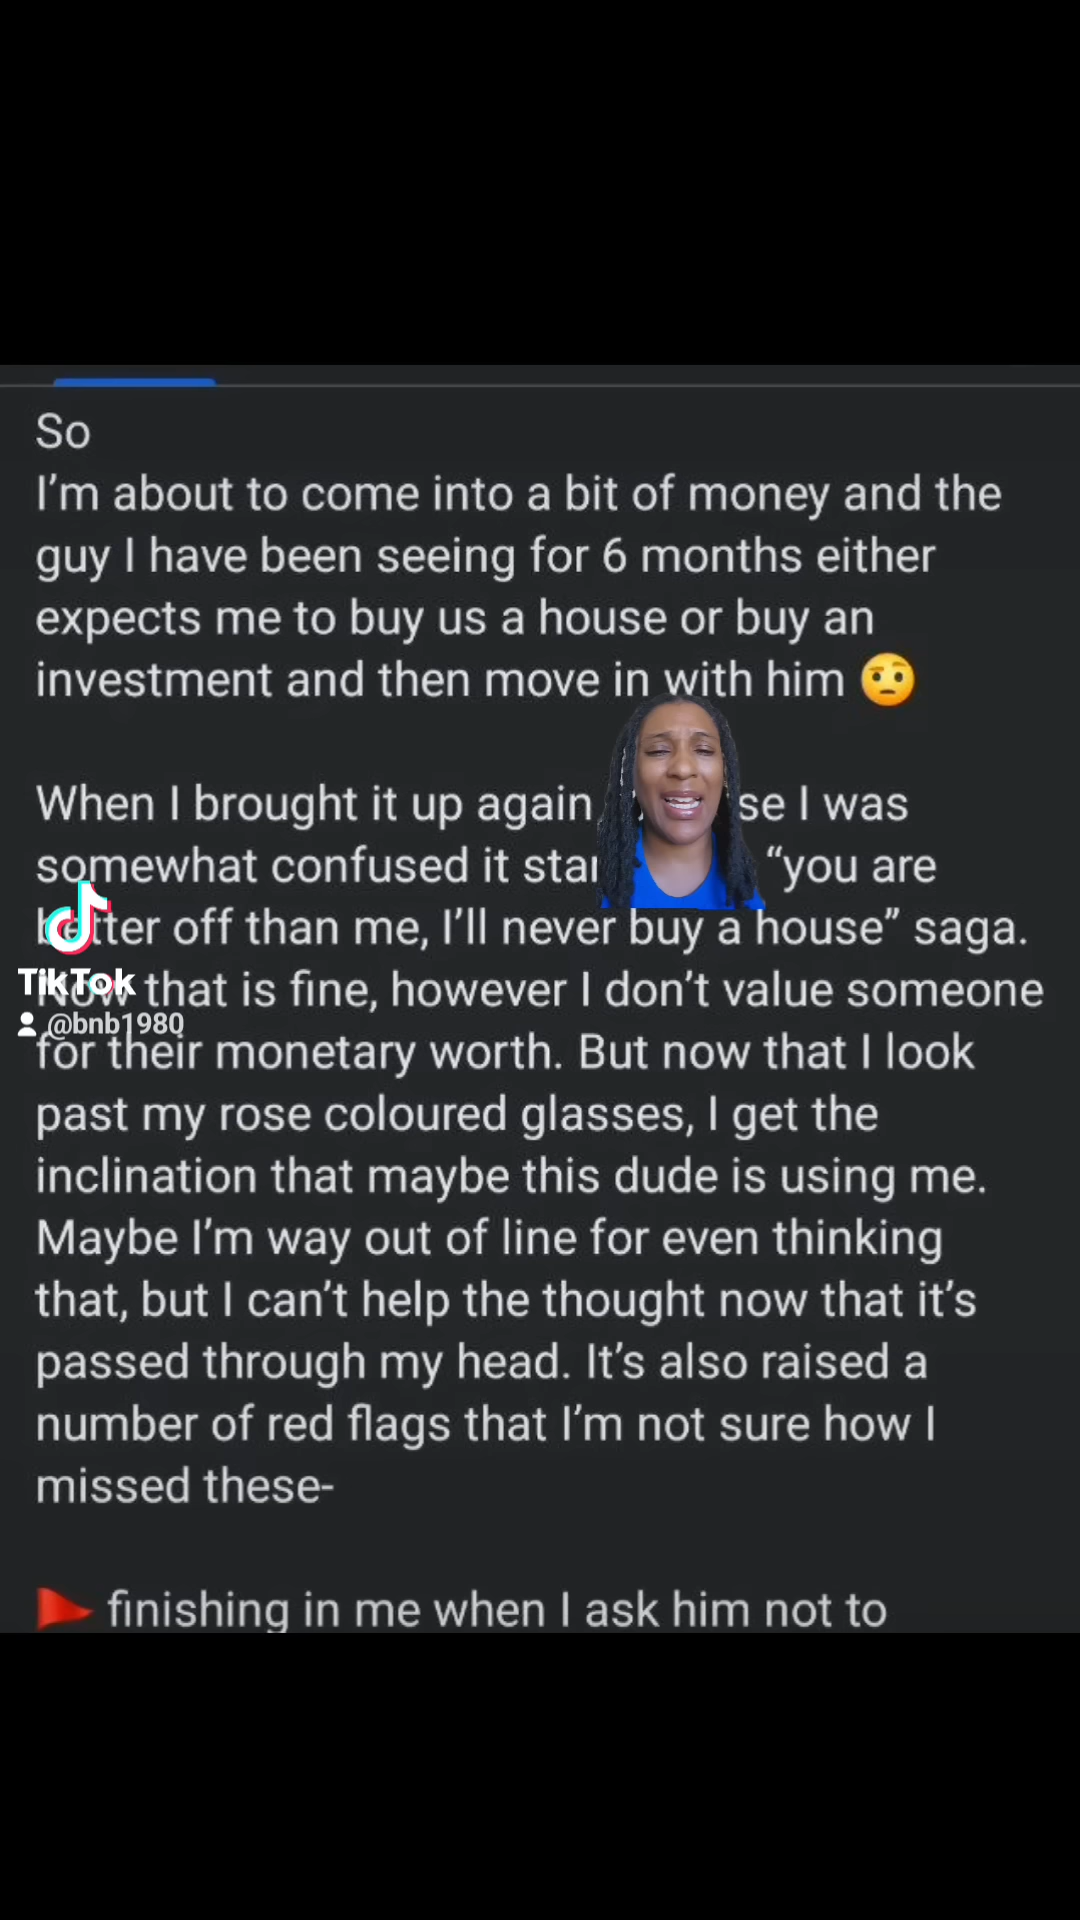 So
I'm about to come into a bit of money and the
guy I have been seeing for 6 months either
expects me to buy us a house or buy an
investment and then move in with him 🤨
When I brought it up again se I was
somewhat confused it star "you are
better off than me, I'll never buy a house" saga.
Now that is fine, however I don't value someone
for their monetary worth. But now that I look
past my rose coloured glasses, I get the
inclination that maybe this dude is using me.
Maybe I'm way out of line for even thinking
that, but I can't help the thought now that it's
passed through my head. It's also raised a
number of red flags that I'm not sure how I
missed these-
🚩 finishing in me when I ask him not to
TikTok
@bnb1980